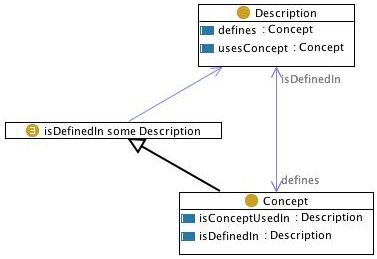 Description
defines : Concept
usesConcept : Concept
isDefinedIn
isDefinedIn some Description
defines
Concept
isConceptUsedIn : Description
isDefinedIn : Description